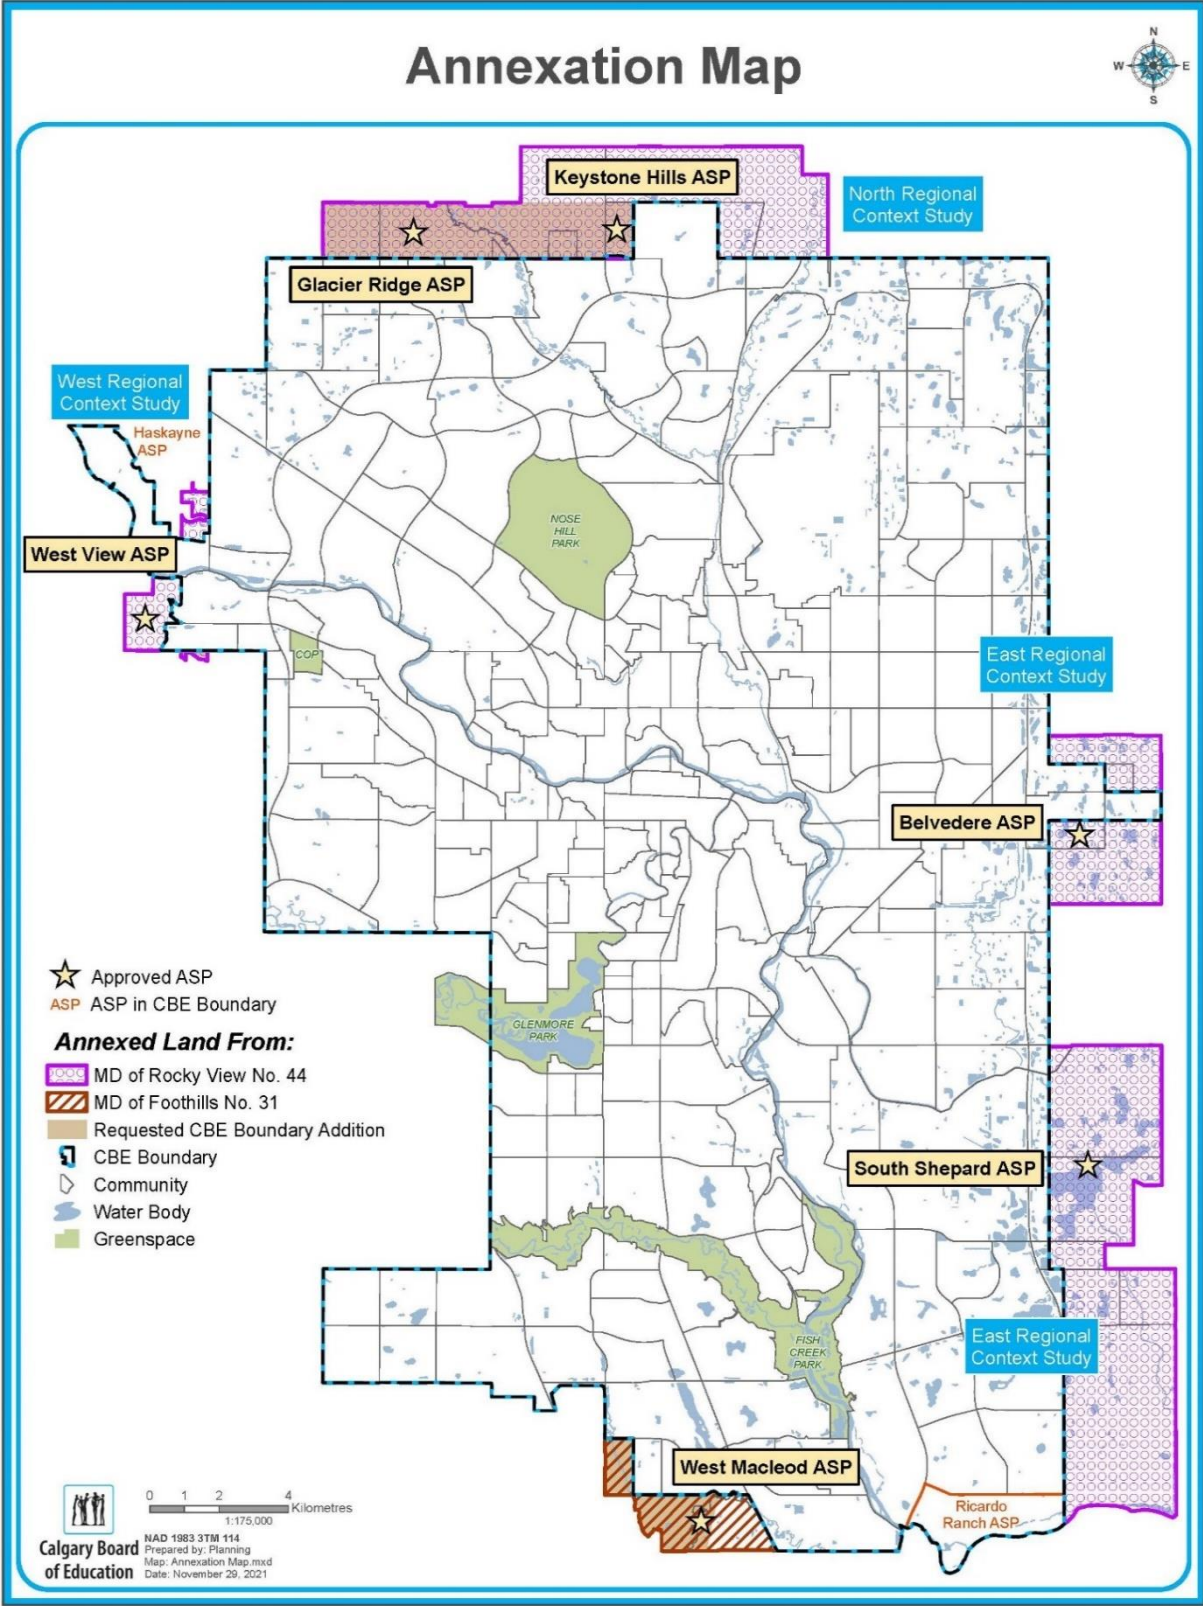 Annexation Map
N
W
E
S
Keystone Hills ASP
North Regional
Context Study
Glacier Ridge ASP
West Regional
Context Study
Haskayne
ASP
NOSE
HILL
PARK
West View ASP
COP
East Regional
Context Study
Belvedere ASP
Approved ASP
ASP ASP in CBE Boundary
Annexed Land From:
MD of Rocky View No. 44
MD of Foothills No. 31
Requested CBE Boundary Addition
CBE Boundary
Community
Water Body
Greenspace
GLENMORE
PARK
South Shepard ASP
East Regional
Context Study
FISH
CREEK
PARK
West Macleod ASP
Ricardo
Ranch ASP
0 1 2 4
Kilometres
1:175,000
Calgary Board
of Education
NAD 1983 3TM 114
Prepared by: Planning
Map: Annexation Map.mxd
Date: November 29, 2021